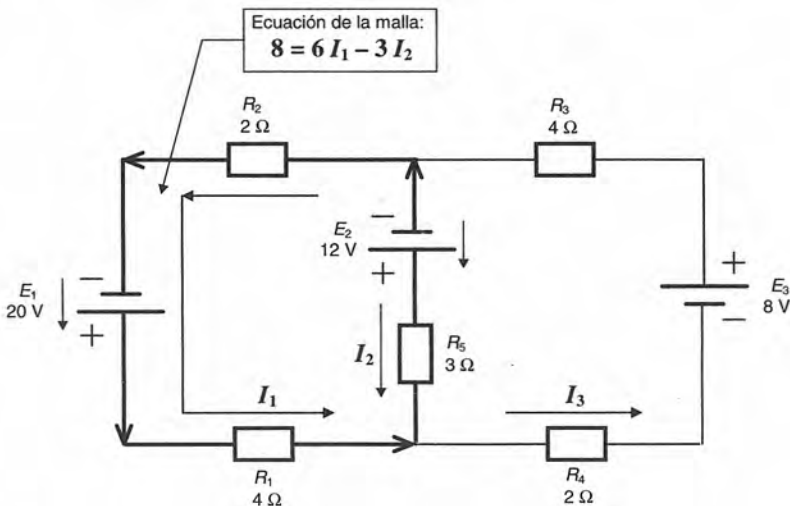 Ecuación de la malla:
8 = 6 I₁ – 3 I₂
R₂
2 Ω
R₃
4 Ω
E₁
20 V
–
+
E₂
12 V
–
+
+
–
E₃
8 V
I₂
R₅
3 Ω
I₁
I₃
R₁
4 Ω
R₄
2 Ω